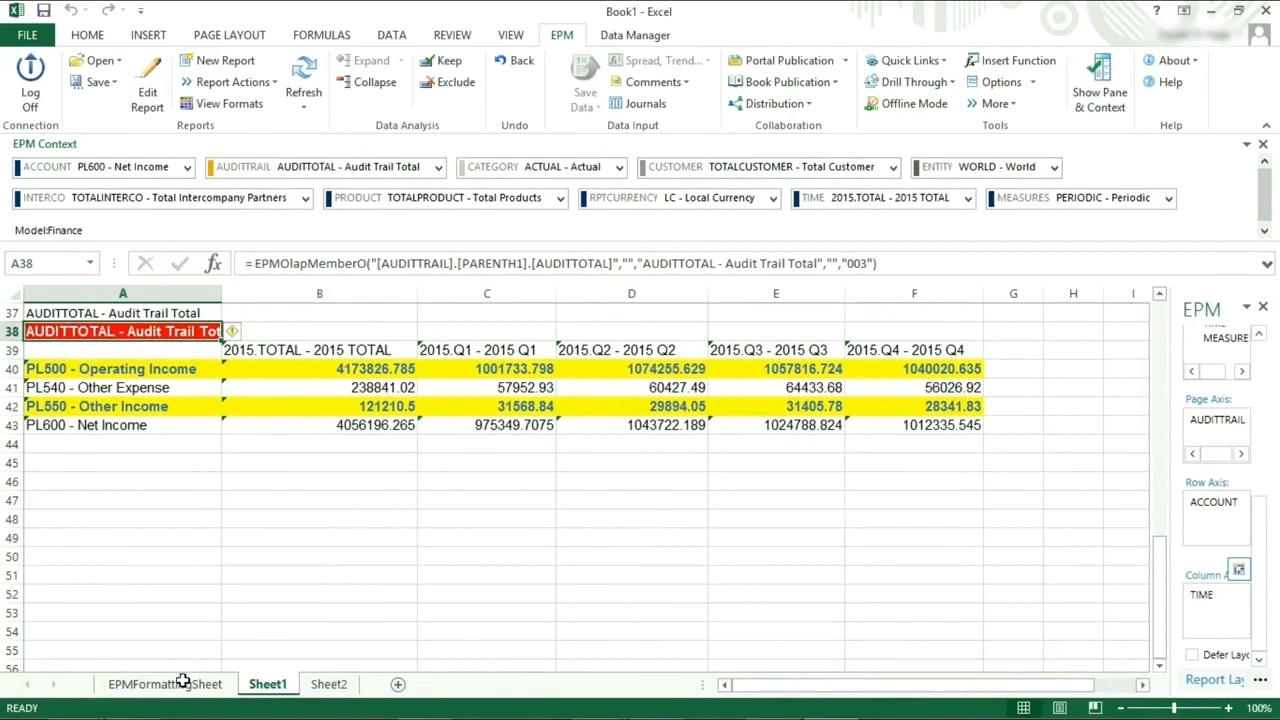 Book1 - Excel
FILE HOME INSERT PAGE LAYOUT FORMULAS DATA REVIEW VIEW EPM Data Manager
Log Off
Connection
Open
Save
Edit Report
New Report
Report Actions
View Formats
Refresh
Reports
Expand
Collapse
Keep
Exclude
Data Analysis
Back
Undo
Save Data
Spread, Trend...
Comments
Journals
Data Input
Portal Publication
Book Publication
Distribution
Collaboration
Quick Links
Drill Through
Offline Mode
Insert Function
Options
More
Show Pane & Context
Tools
About
Help
Help
EPM Context
ACCOUNT PL600 - Net Income AUDITTRAIL AUDITTOTAL - Audit Trail Total CATEGORY ACTUAL - Actual CUSTOMER TOTALCUSTOMER - Total Customer ENTITY WORLD - World
INTERCO TOTALINTERCO - Total Intercompany Partners PRODUCT TOTALPRODUCT - Total Products RPTCURRENCY LC - Local Currency TIME 2015.TOTAL - 2015 TOTAL MEASURES PERIODIC - Periodic
Model:Finance
A38 fx =EPMOlapMemberO("[AUDITTRAIL].[PARENTH1].[AUDITTOTAL]","","AUDITTOTAL - Audit Trail Total","","003")
A B C D E F G H I
37 AUDITTOTAL - Audit Trail Total
38 AUDITTOTAL - Audit Trail Tot
39 2015.TOTAL - 2015 TOTAL 2015.Q1 - 2015 Q1 2015.Q2 - 2015 Q2 2015.Q3 - 2015 Q3 2015.Q4 - 2015 Q4
40 PL500 - Operating Income 4173826.785 1001733.798 1074255.629 1057816.724 1040020.635
41 PL540 - Other Expense 238841.02 57952.93 60427.49 64433.68 56026.92
42 PL550 - Other Income 121210.5 31568.84 29894.05 31405.78 28341.83
43 PL600 - Net Income 4056196.265 975349.7075 1043722.189 1024788.824 1012335.545
44
45
46
47
48
49
50
51
52
53
54
55
56
EPM
MEASURE
Page Axis:
AUDITTRAIL
Row Axis:
ACCOUNT
Column A
TIME
Defer Layo
Report Lay
EPMFormattingSheet Sheet1 Sheet2
READY 100%